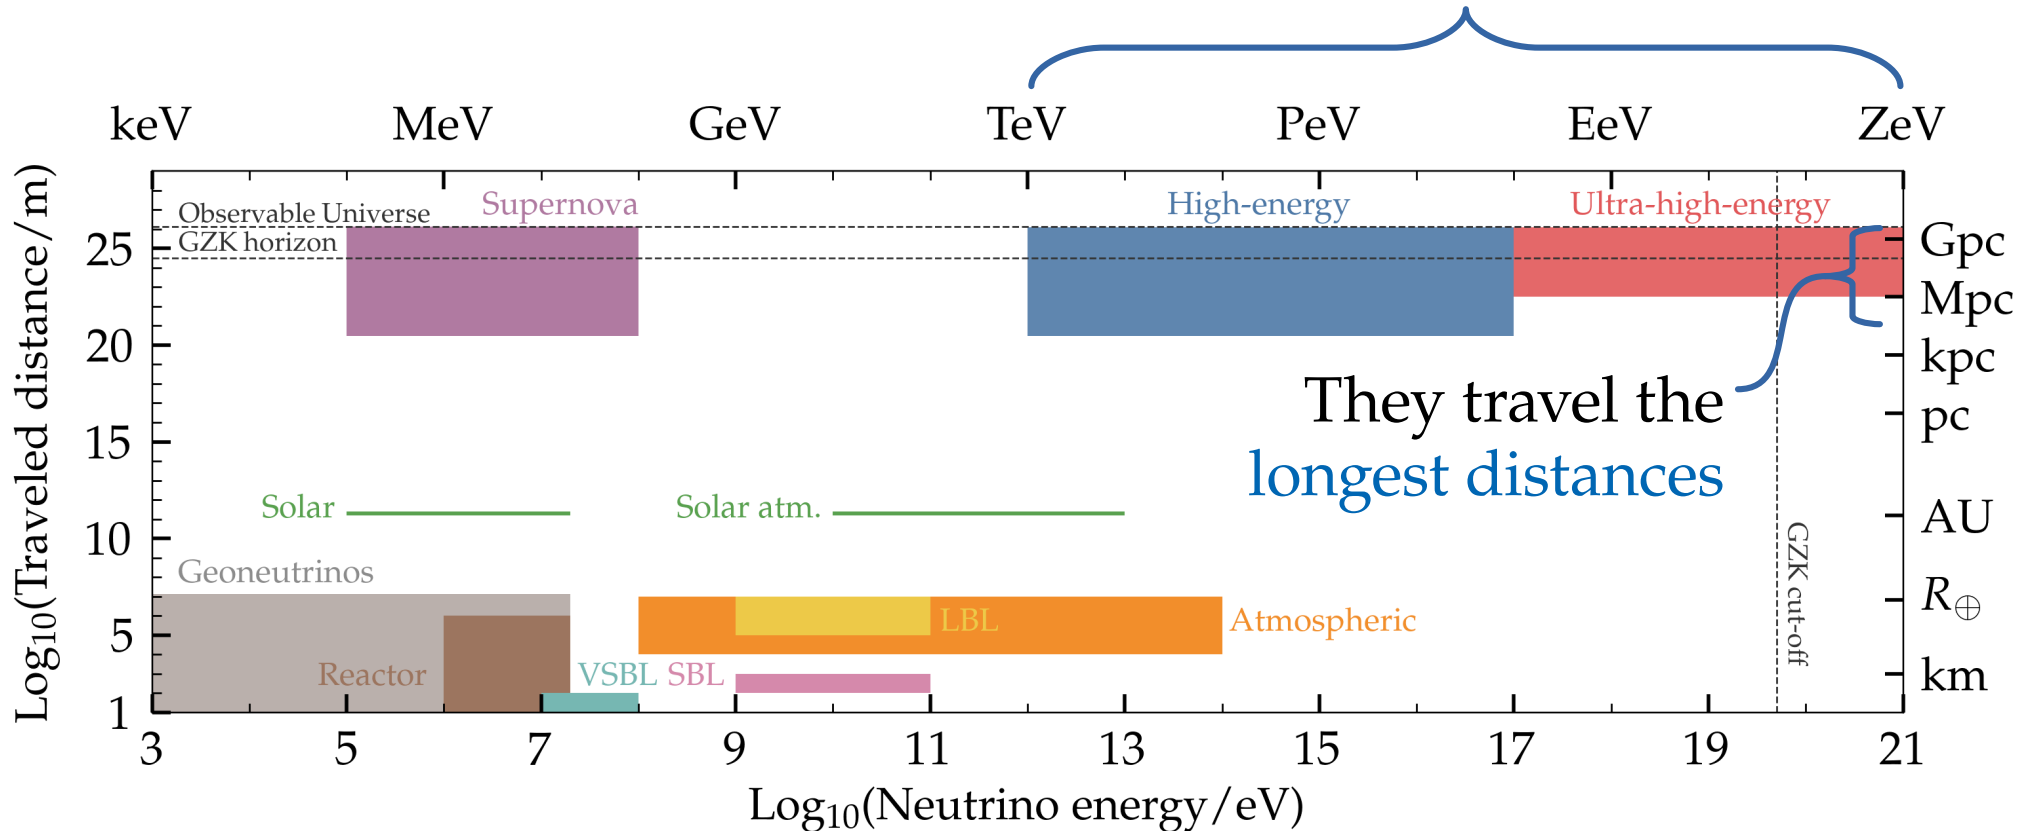 keV MeV GeV TeV PeV EeV ZeV
Observable Universe
Supernova
High-energy
Ultra-high-energy
GZK horizon
Log10(Traveled distance/m)
25
20
15
10
5
1
Gpc
Mpc
kpc
pc
AU
R⊕
km
They travel the
longest distances
Solar
Solar atm.
GZK cut-off
Geoneutrinos
LBL
Atmospheric
Reactor
VSBL
SBL
3 5 7 9 11 13 15 17 19 21
Log10(Neutrino energy/eV)